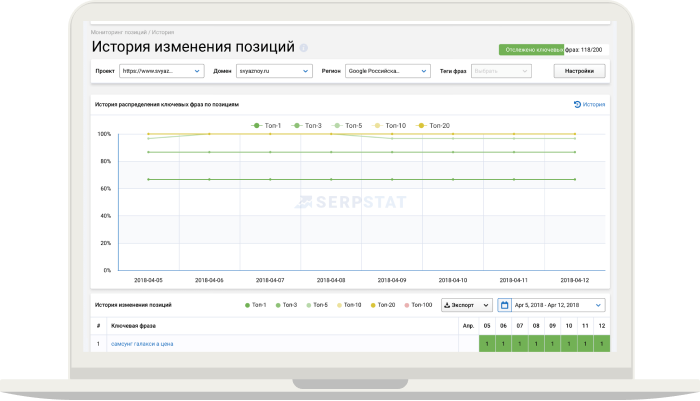 Мониторинг позиций / История
История изменения позиций
Отслежено ключевых фраз: 118/200
Проект https://www.svyaz... Домен svyaznoy.ru Регион Google Российска... Теги фраз Выбрать Настройки
История распределения ключевых фраз по позициям История
Топ-1 Топ-3 Топ-5 Топ-10 Топ-20
100%
80%
60%
40%
20%
0%
SERPSTAT
2018-04-05 2018-04-06 2018-04-07 2018-04-08 2018-04-09 2018-04-10 2018-04-11 2018-04-12
История изменения позиций Топ-1 Топ-3 Топ-5 Топ-10 Топ-20 Топ-100 Экспорт Apr 5, 2018 - Apr 12, 2018
# Ключевая фраза Апр. 05 06 07 08 09 10 11 12
1 самсунг галакси а цена 1 1 1 1 1 1 1 1